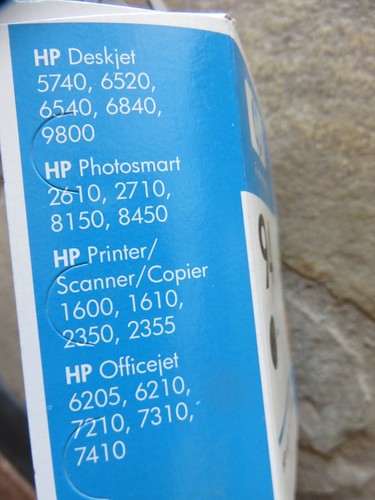 HP Deskjet
5740, 6520,
6540, 6840,
9800
HP Photosmart
2610, 2710,
8150, 8450
HP Printer/
Scanner/Copier
1600, 1610,
2350, 2355
HP Officejet
6205, 6210,
7210, 7310,
7410